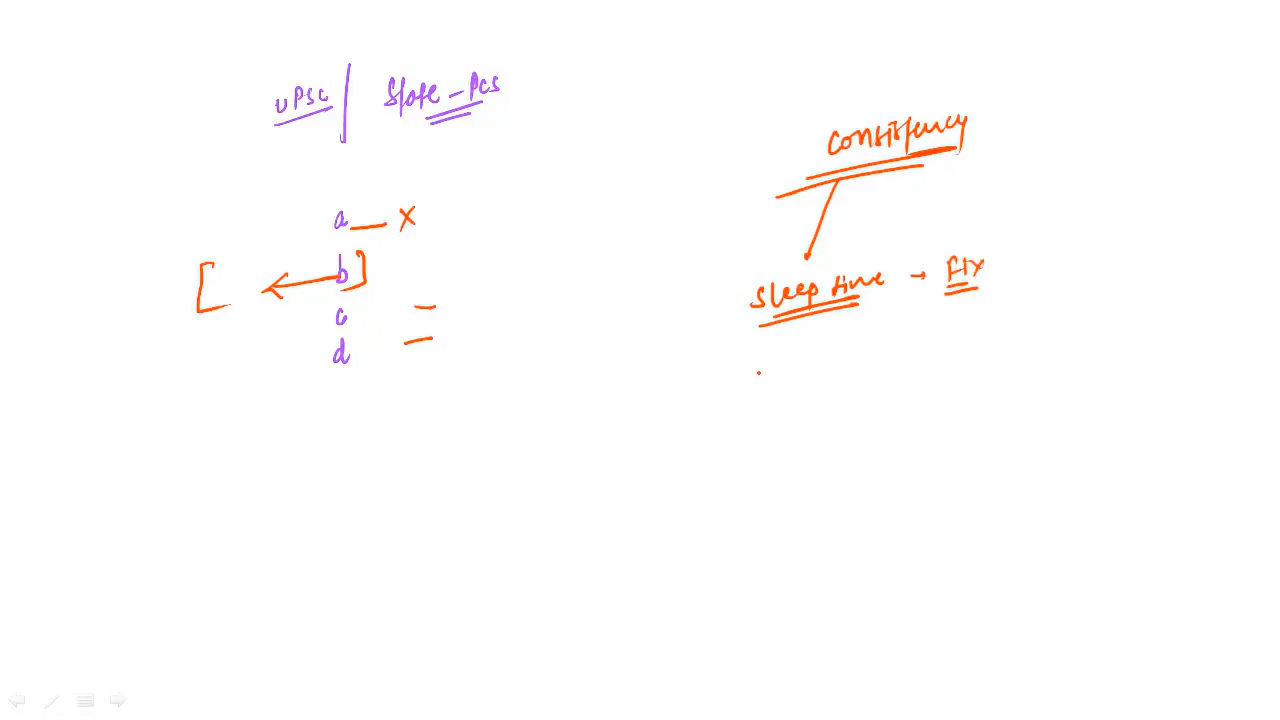 UPSC | State - PCS
Consistency
a — x
b
Sleep time → Fix
c
d